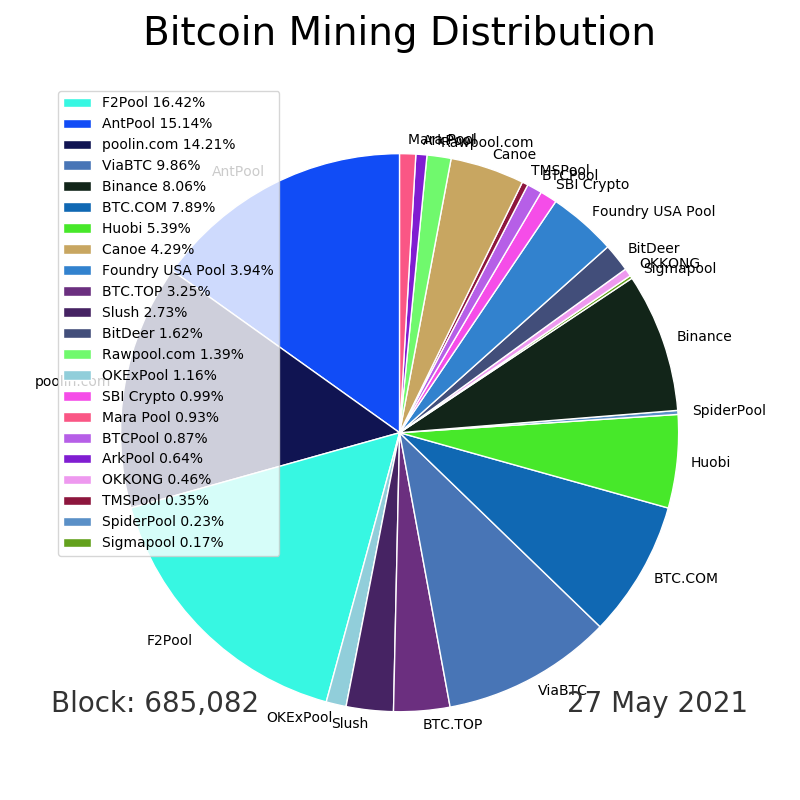 Bitcoin Mining Distribution
F2Pool 16.42%
AntPool 15.14%
poolin.com 14.21%
ViaBTC 9.86%
Binance 8.06%
BTC.COM 7.89%
Huobi 5.39%
Canoe 4.29%
Foundry USA Pool 3.94%
BTC.TOP 3.25%
Slush 2.73%
BitDeer 1.62%
Rawpool.com 1.39%
OKExPool 1.16%
SBI Crypto 0.99%
Mara Pool 0.93%
BTCPool 0.87%
ArkPool 0.64%
OKKONG 0.46%
TMSPool 0.35%
SpiderPool 0.23%
Sigmapool 0.17%
Mara Pool
ArkPool
Rawpool.com
Canoe
TMSPool
BTCPool
SBI Crypto
Foundry USA Pool
BitDeer
OKKONG
Sigmapool
Binance
SpiderPool
Huobi
BTC.COM
ViaBTC
BTC.TOP
Slush
OKExPool
F2Pool
poolin.com
AntPool
Block: 685,082
27 May 2021